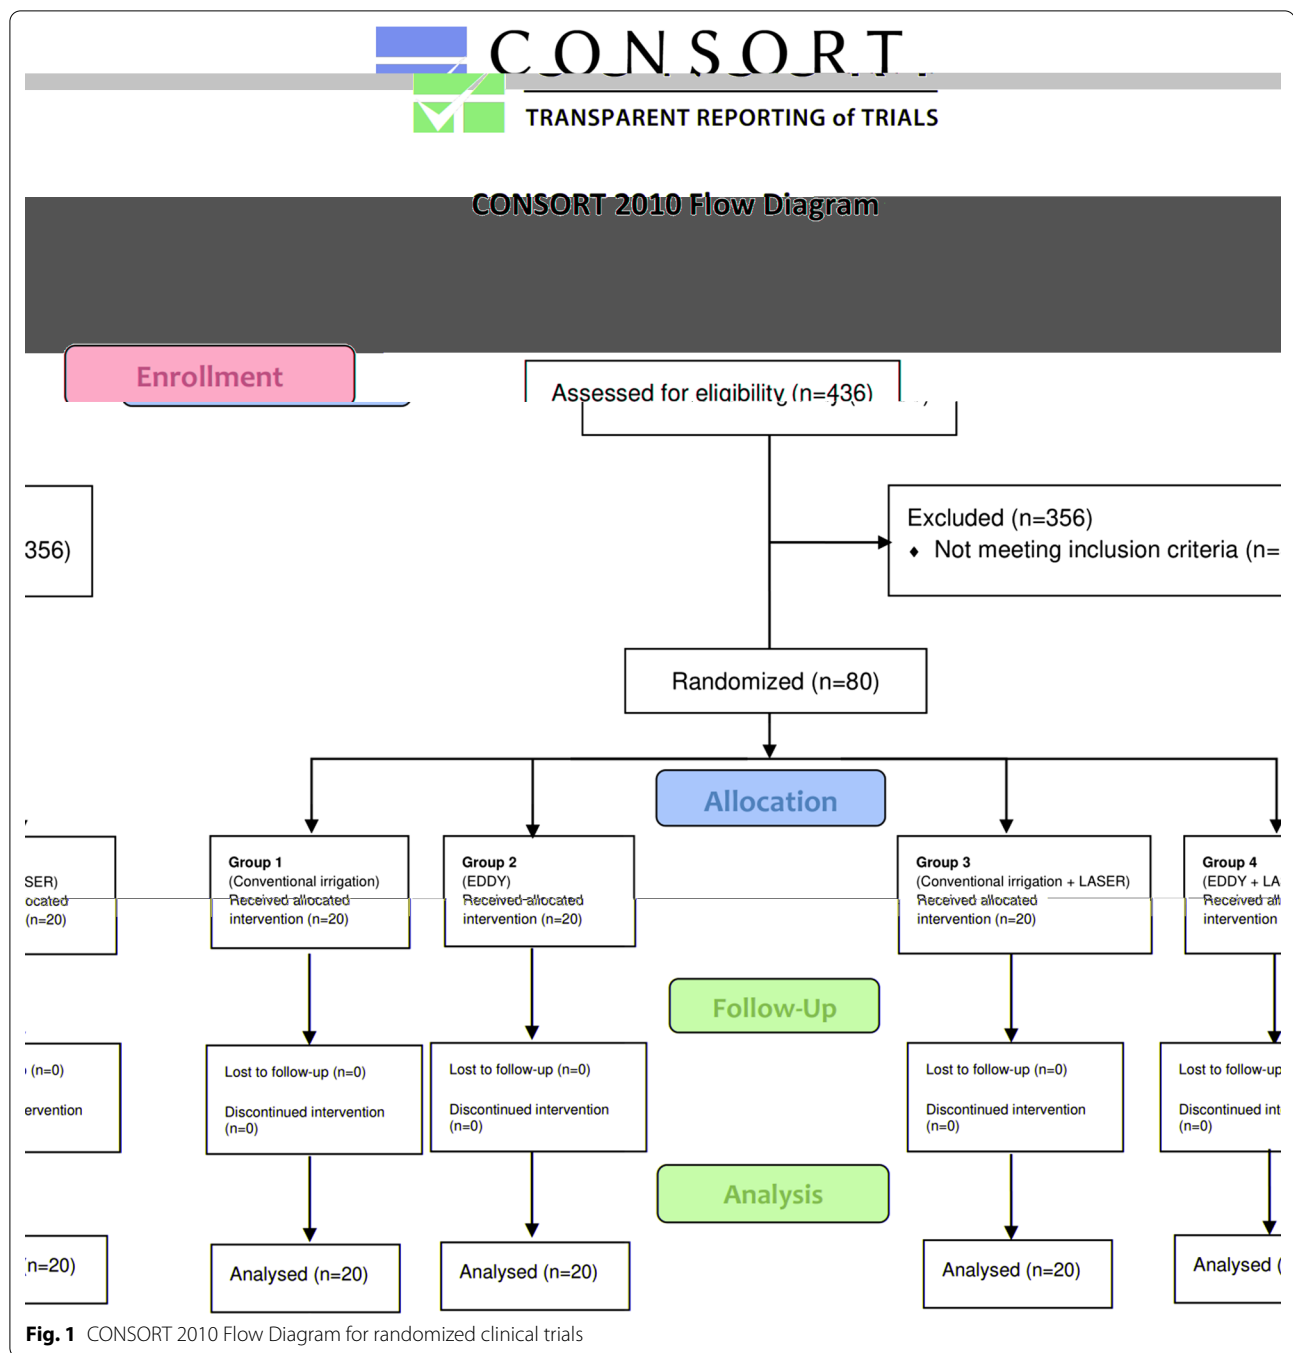 CONSORT
TRANSPARENT REPORTING of TRIALS
CONSORT 2010 Flow Diagram
Enrollment
Assessed for eligibility (n=436)
Excluded (n=356)
♦ Not meeting inclusion criteria (n=
356)
Randomized (n=80)
Allocation
Group 1
(Conventional irrigation)
Received allocated
intervention (n=20)
Group 2
(EDDY)
Received allocated
intervention (n=20)
Group 3
(Conventional irrigation + LASER)
Received allocated
intervention (n=20)
Group 4
(EDDY + LA
SER)
Received all
ocated
intervention
(n=20)
Follow-Up
Lost to follow-up (n=0)
Discontinued intervention
(n=0)
Lost to follow-up (n=0)
Discontinued intervention
(n=0)
Lost to follow-up (n=0)
Discontinued intervention
(n=0)
Lost to follow-up
(n=0)
Discontinued int
ervention
(n=0)
Analysis
Analysed (n=20)
Analysed (n=20)
Analysed (n=20)
Analysed (
n=20)
Fig. 1 CONSORT 2010 Flow Diagram for randomized clinical trials